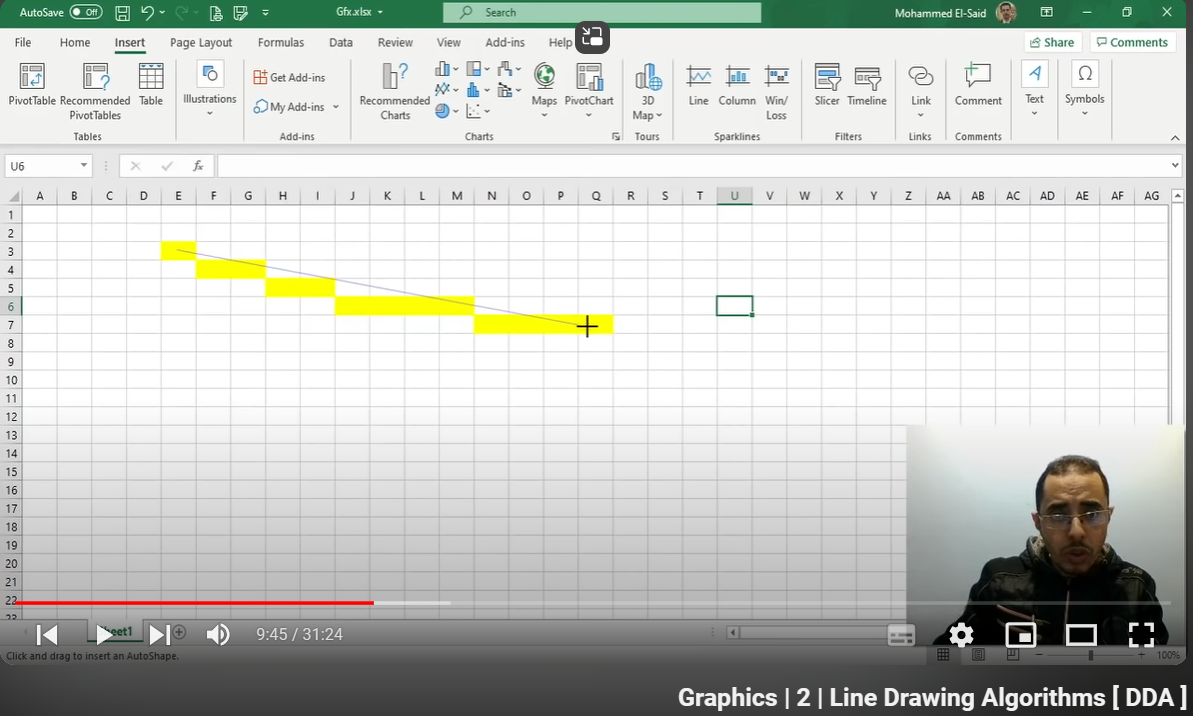 AutoSave Off Gfx.xlsx Search Mohammed El-Said
File Home Insert Page Layout Formulas Data Review View Add-ins Help Share Comments
PivotTable Recommended PivotTables Table Illustrations Get Add-ins My Add-ins Recommended Charts Maps PivotChart 3D Map Line Column Win/Loss Slicer Timeline Link Comment Text Symbols
Tables Add-ins Charts Tours Sparklines Filters Links Comments
U6 fx
A B C D E F G H I J K L M N O P Q R S T U V W X Y Z AA AB AC AD AE AF AG
1
2
3
4
5
6
7
8
9
10
11
12
13
14
15
16
17
18
19
20
21
22
23
Sheet1
9:45 / 31:24
Click and drag to insert an AutoShape. 100%
Graphics | 2 | Line Drawing Algorithms [ DDA ]